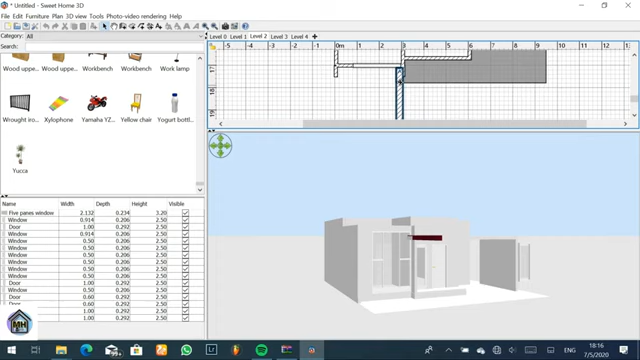 *Untitled - Sweet Home 3D
File Edit Furniture Plan 3D view Tools Photo-video rendering Help
Category: All
Search:
Level 0 Level 1 Level 2 Level 3 Level 4
-5 -4 -3 -2 -1 0m 1 2 3 4 5 6 7 8 9 10 11 12
17
18
19
Wood uppe... Workbench Workbench Work lamp
Wrought iro... Xylophone Yamaha YZ... Yellow chair Yogurt bottl...
Yucca
Name Width Depth Height Visible
Five panes window 2.132 0.234 3.20
Window 0.914 0.206 2.50
Door 1.00 0.292 2.50
Window 0.914 0.206 2.50
Window 0.50 0.206 2.50
Window 0.50 0.206 2.50
Window 0.50 0.206 2.50
Window 0.50 0.206 2.50
Window 0.50 0.206 2.50
Door 1.00 0.292 2.50
Window 0.50 0.206 2.50
Door 0.60 0.292 2.50
Door 0.60 0.292 2.50
1.00 0.292 2.50
1.00 0.292 2.50
MH
ENG
18:16
7/5/2020